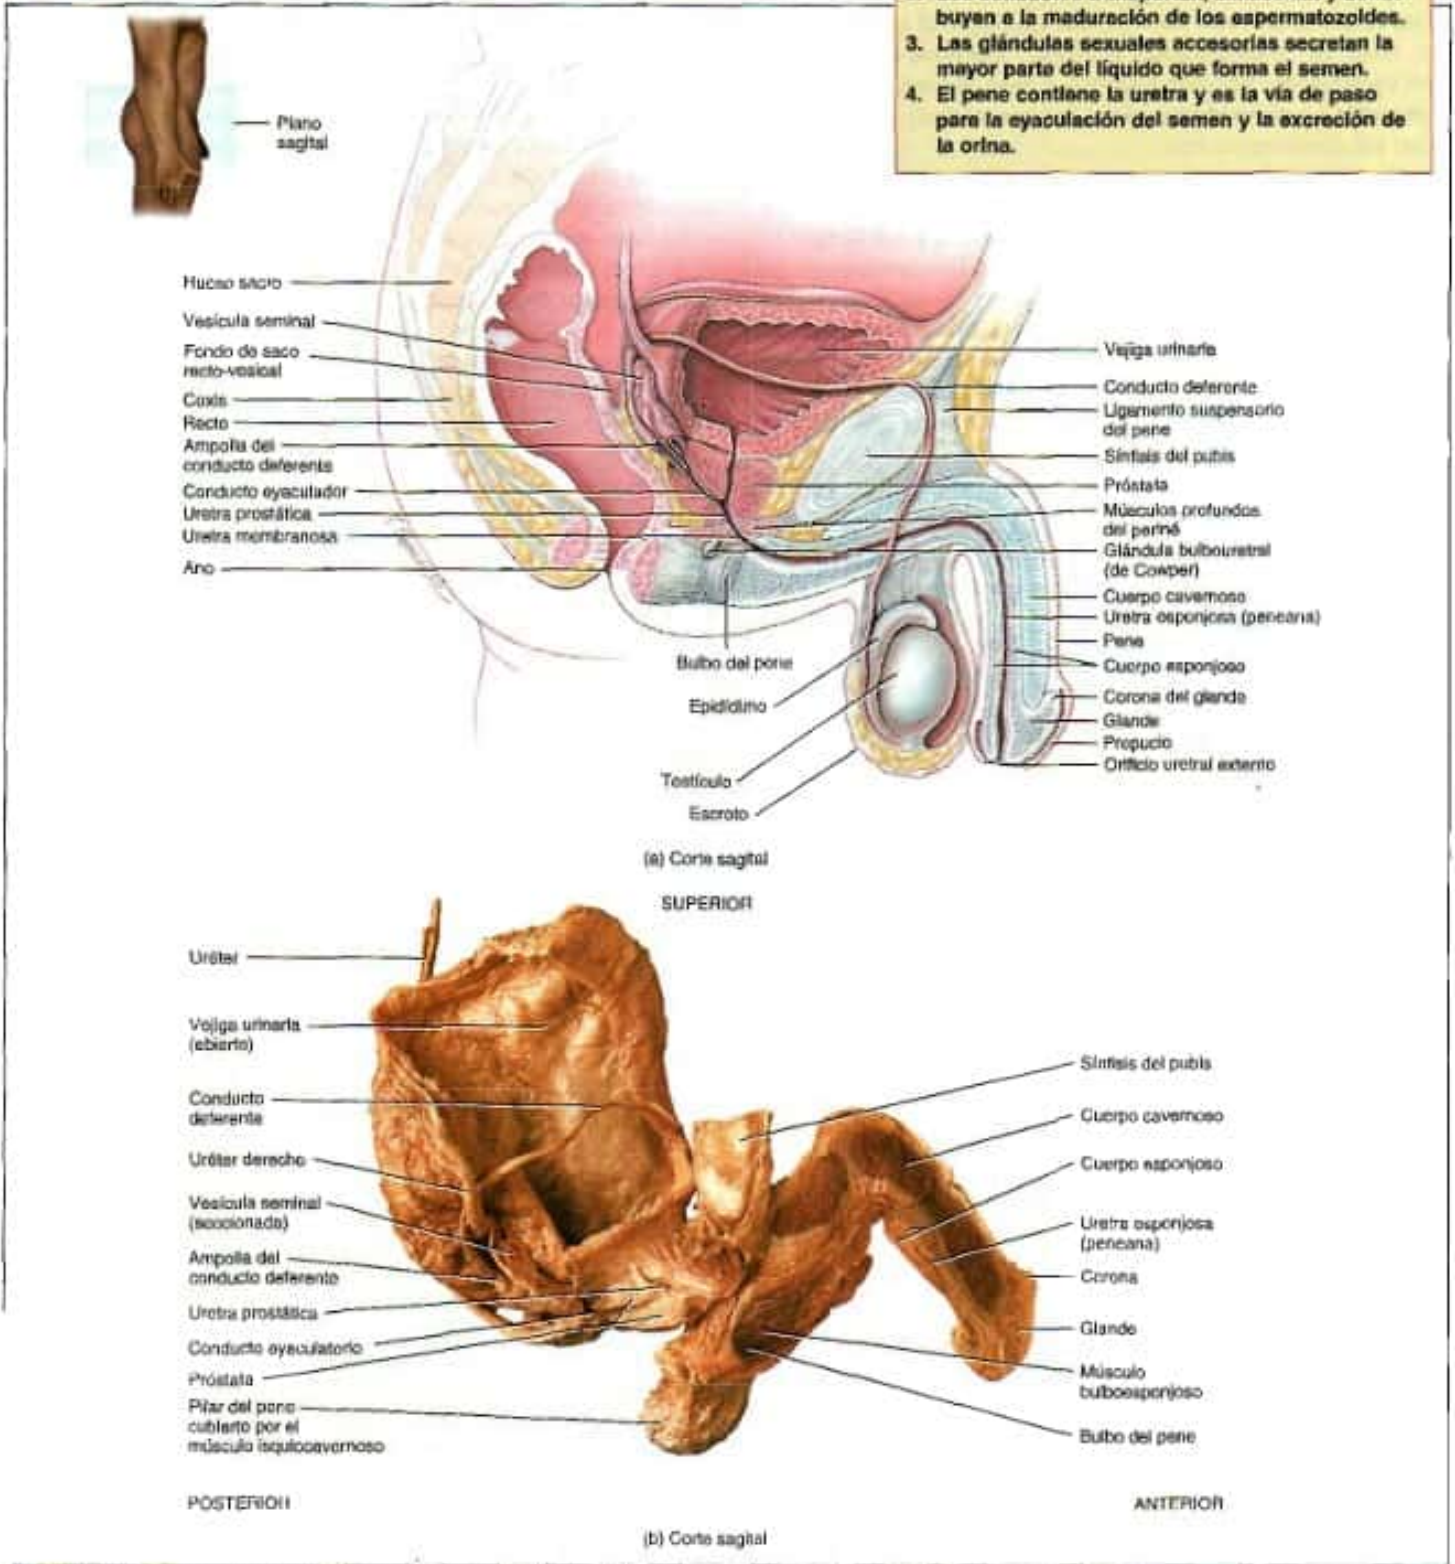 buyen a la maduración de los espermatozoides.
3. Las glándulas sexuales accesorias secretan la
mayor parte del líquido que forma el semen.
4. El pene contiene la uretra y es la vía de paso
para la eyaculación del semen y la excreción de
la orina.
Plano
sagital
Hueso sacro
Vesícula seminal
Fondo de saco
recto-vesical
Coxis
Recto
Ampolla del
conducto deferente
Conducto eyaculador
Uretra prostática
Uretra membranosa
Ano
Vejiga urinaria
Conducto deferente
Ligamento suspensorio
del pene
Sínfisis del pubis
Próstata
Músculos profundos
del periné
Glándula bulbouretral
(de Cowper)
Cuerpo cavernoso
Uretra esponjosa (peneana)
Pene
Cuerpo esponjoso
Corona del glande
Glande
Prepucio
Orificio uretral externo
Bulbo del pene
Epidídimo
Testículo
Escroto
(a) Corte sagital
SUPERIOR
Uréter
Vejiga urinaria
(abierta)
Conducto
deferente
Uréter derecho
Vesícula seminal
(seccionada)
Ampolla del
conducto deferente
Uretra prostática
Conducto eyaculatorio
Próstata
Pilar del pene
cubierto por el
músculo isquiocavernoso
Sínfisis del pubis
Cuerpo cavernoso
Cuerpo esponjoso
Uretra esponjosa
(peneana)
Corona
Glande
Músculo
bulboesponjoso
Bulbo del pene
POSTERIOR
ANTERIOR
(b) Corte sagital